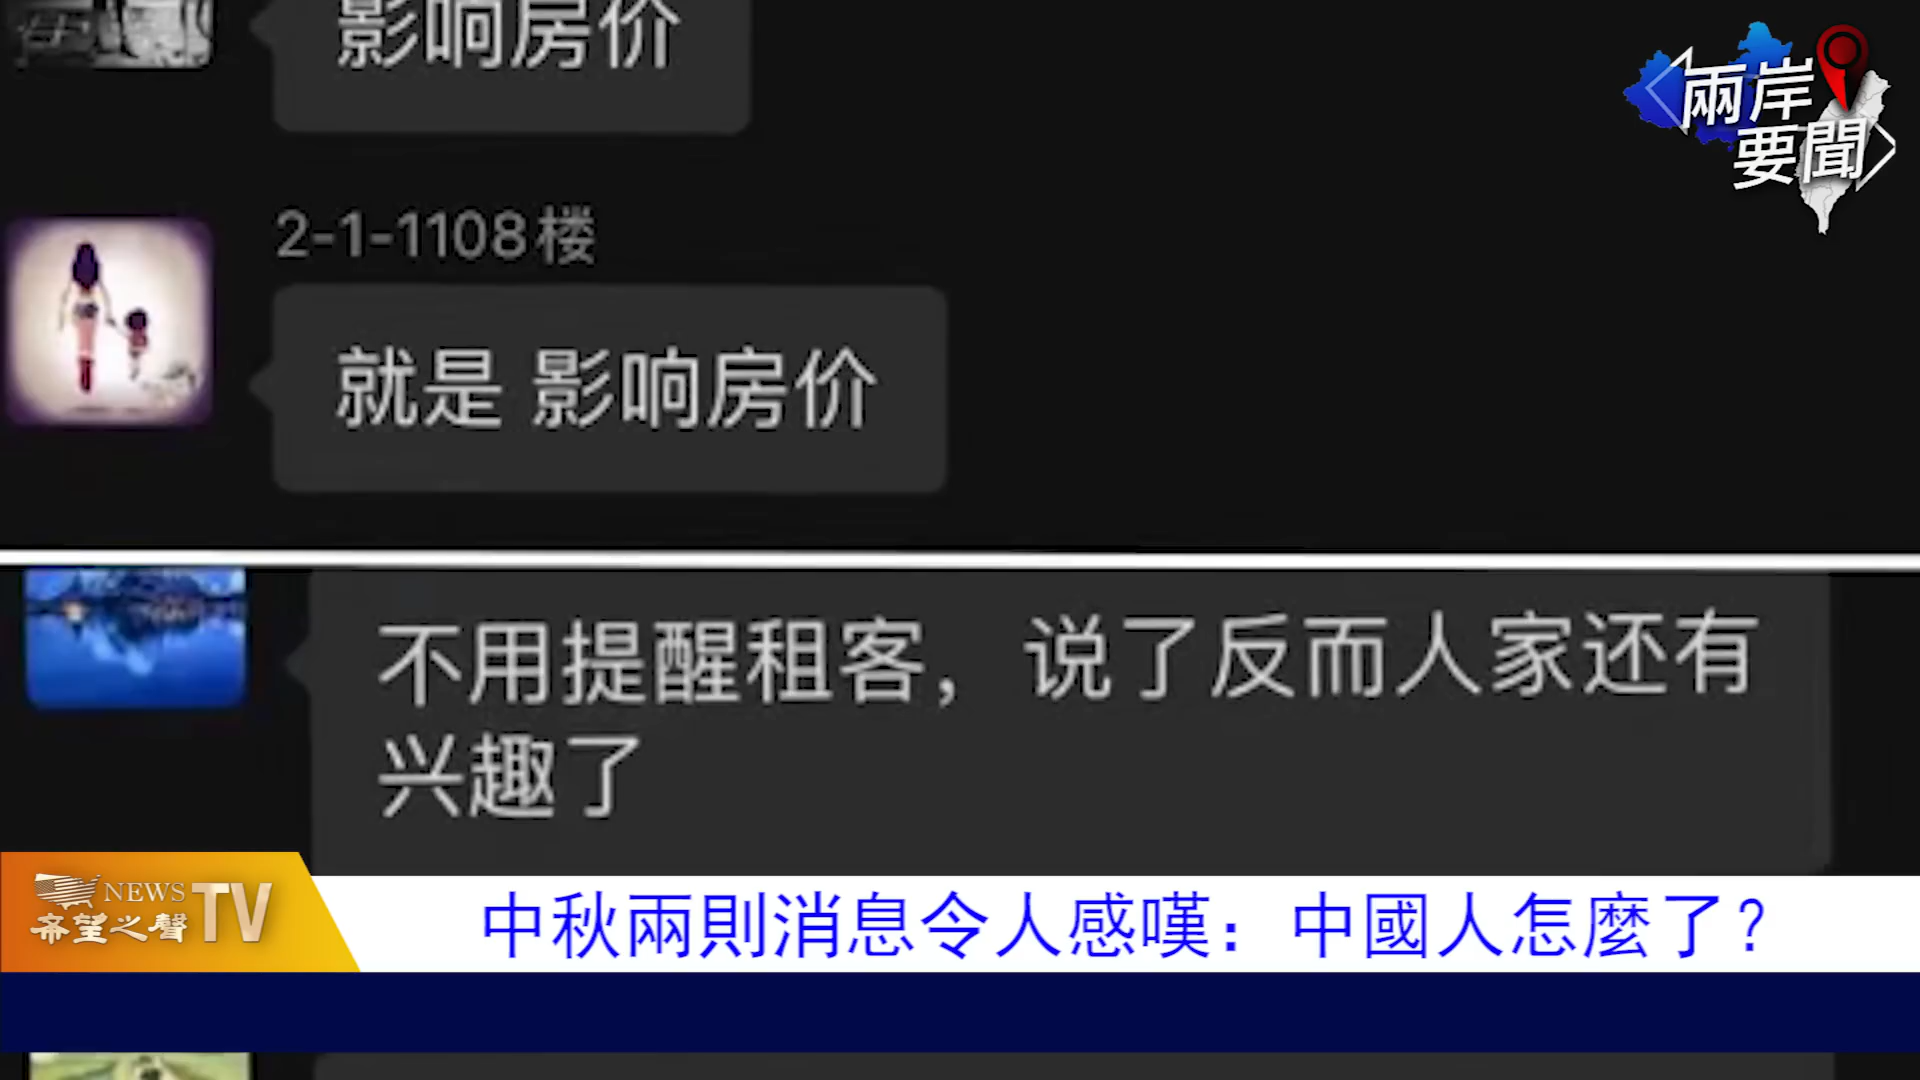 影响房价
兩岸
要聞
2-1-1108楼
就是 影响房价
不用提醒租客，说了反而人家还有
兴趣了
NEWS
希望之聲TV
中秋兩則消息令人感嘆：中國人怎麼了？